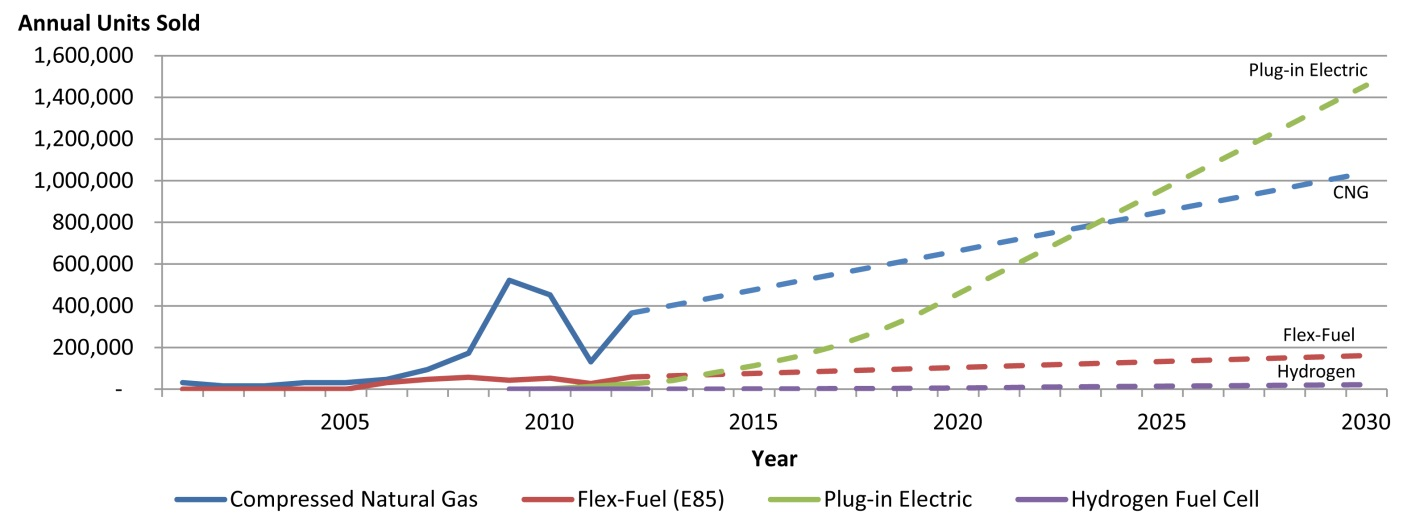 Annual Units Sold
1,600,000
1,400,000
1,200,000
1,000,000
800,000
600,000
400,000
200,000
-
Plug-in Electric
CNG
Flex-Fuel
Hydrogen
2005 2010 2015 2020 2025 2030
Year
Compressed Natural Gas Flex-Fuel (E85) Plug-in Electric Hydrogen Fuel Cell